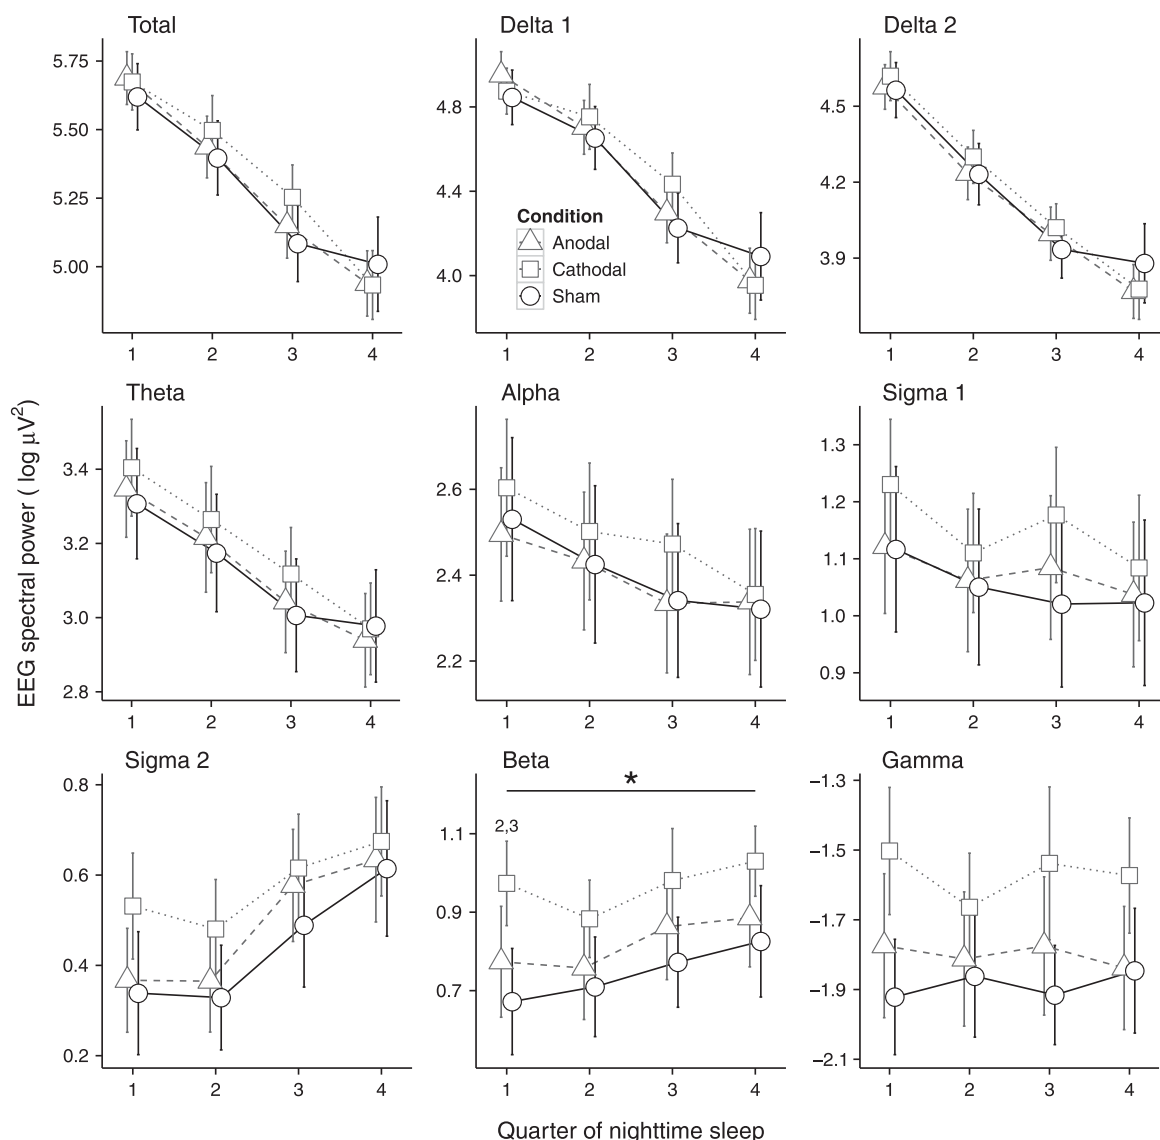 Total
Delta 1
Delta 2
5.75
5.50
5.25
5.00
1 2 3 4
4.8
4.4
4.0
1 2 3 4
Condition
Anodal
Cathodal
Sham
4.5
4.2
3.9
1 2 3 4
EEG spectral power ( log μV²)
Theta
Alpha
Sigma 1
3.4
3.2
3.0
2.8
1 2 3 4
2.6
2.4
2.2
1 2 3 4
1.3
1.2
1.1
1.0
0.9
1 2 3 4
Sigma 2
Beta
Gamma
0.8
0.6
0.4
0.2
1 2 3 4
*
2,3
1.1
0.9
0.7
1 2 3 4
−1.3
−1.5
−1.7
−1.9
−2.1
1 2 3 4
Quarter of nighttime sleep